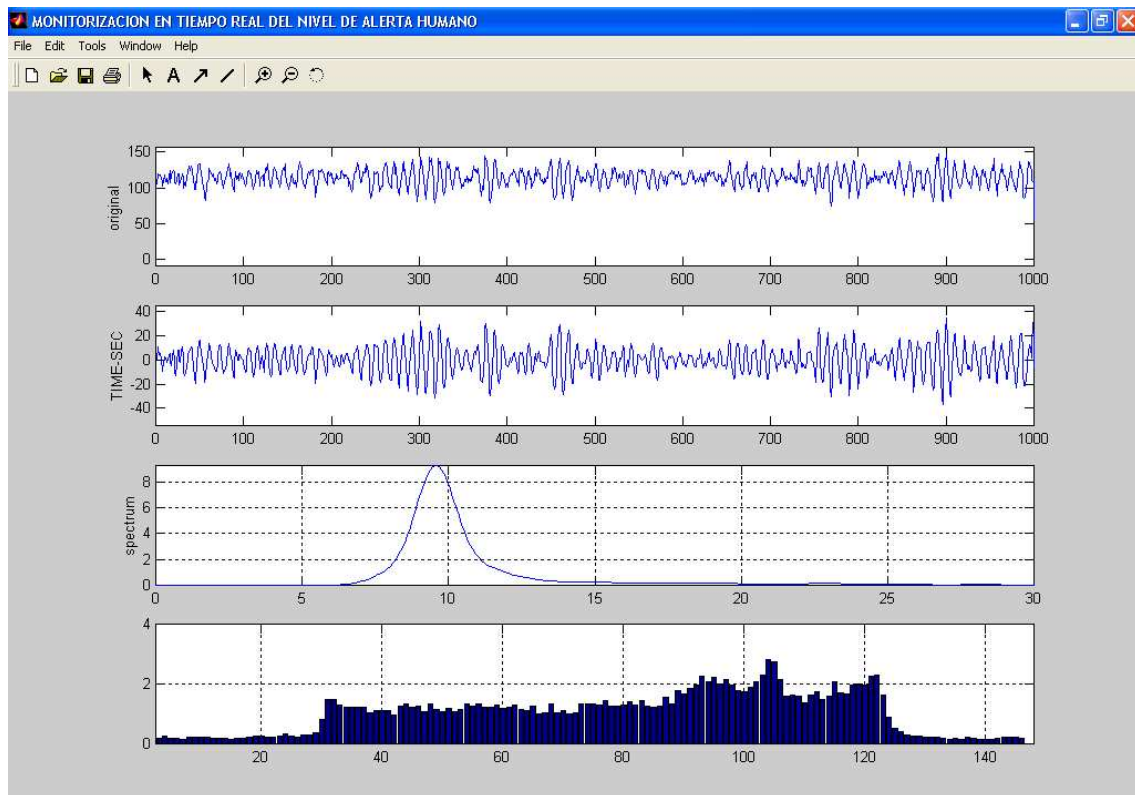 MONITORIZACION EN TIEMPO REAL DEL NIVEL DE ALERTA HUMANO
File Edit Tools Window Help
A
original
150
100
50
0
0 100 200 300 400 500 600 700 800 900 1000
TIME-SEC
40
20
0
-20
-40
0 100 200 300 400 500 600 700 800 900 1000
spectrum
8
6
4
2
0
0 5 10 15 20 25 30
4
2
0
20 40 60 80 100 120 140